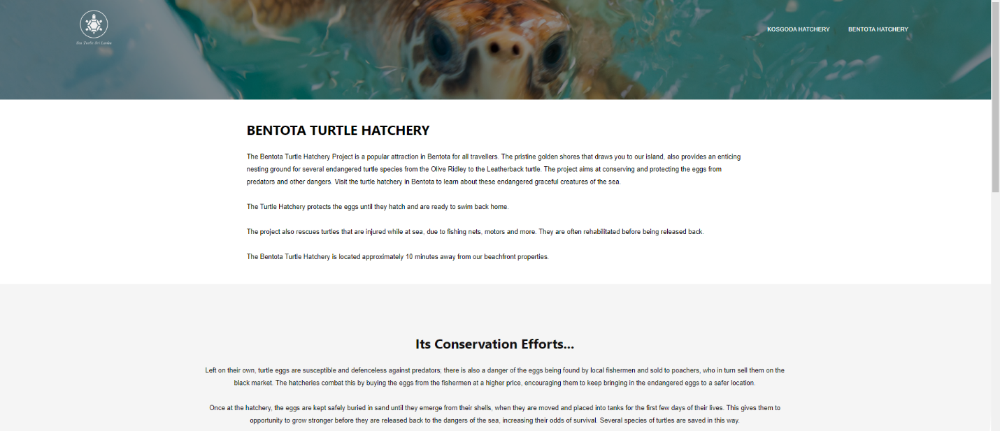 Sea Turtle Sri Lanka
KOSGODA HATCHERY
BENTOTA HATCHERY
BENTOTA TURTLE HATCHERY
The Bentota Turtle Hatchery Project is a popular attraction in Bentota for all travellers. The pristine golden shores that draws you to our island, also provides an enticing
nesting ground for several endangered turtle species from the Olive Ridley to the Leatherback turtle. The project aims at conserving and protecting the eggs from
predators and other dangers. Visit the turtle hatchery in Bentota to learn about these endangered graceful creatures of the sea.
The Turtle Hatchery protects the eggs until they hatch and are ready to swim back home.
The project also rescues turtles that are injured while at sea, due to fishing nets, motors and more. They are often rehabilitated before being released back.
The Bentota Turtle Hatchery is located approximately 10 minutes away from our beachfront properties.
Its Conservation Efforts...
Left on their own, turtle eggs are susceptible and defenceless against predators; there is also a danger of the eggs being found by local fishermen and sold to poachers, who in turn sell them on the
black market. The hatcheries combat this by buying the eggs from the fishermen at a higher price, encouraging them to keep bringing in the endangered eggs to a safer location.
Once at the hatchery, the eggs are kept safely buried in sand until they emerge from their shells, when they are moved and placed into tanks for the first few days of their lives. This gives them to
opportunity to grow stronger before they are released back to the dangers of the sea, increasing their odds of survival. Several species of turtles are saved in this way.